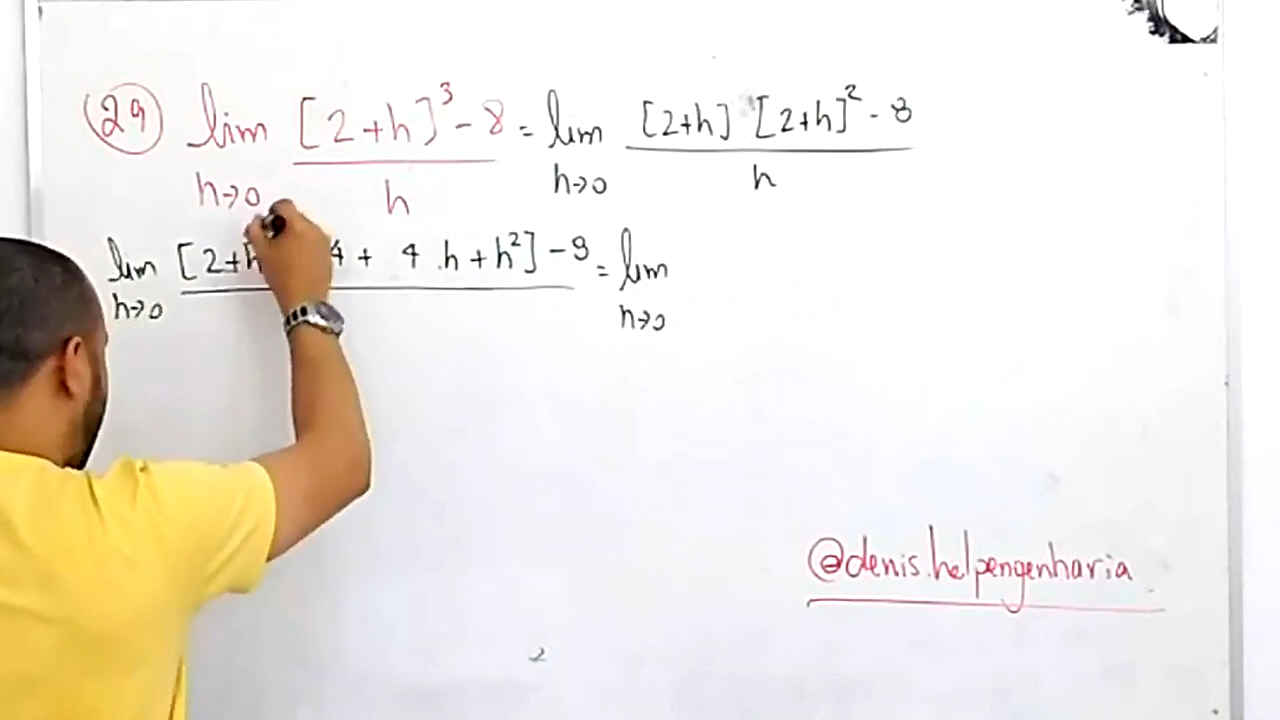 (29) lim [2+h]³ - 8 = lim [2+h] [2+h]² - 8
h→0 h h→0 h
lim [2+h 4 + 4 .h + h²] - 8 = lim
h→0 h→0
@denis.helpengenharia